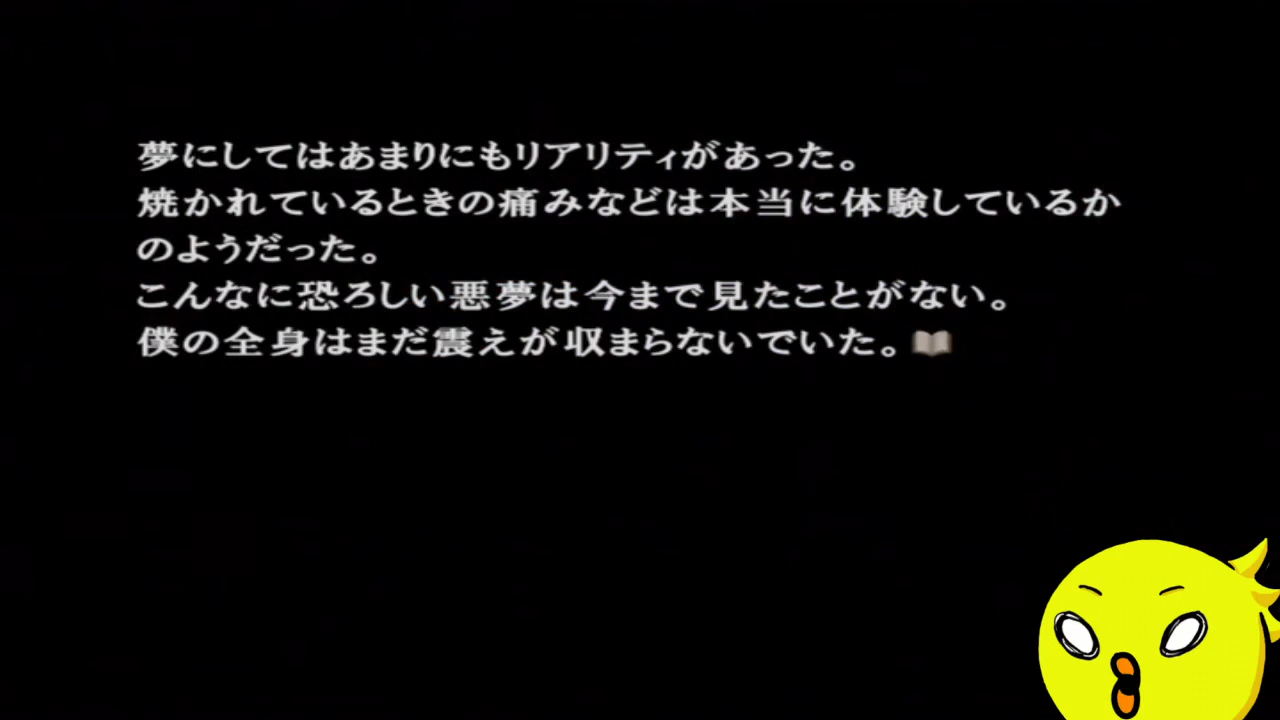 夢にしてはあまりにもリアリティがあった。
焼かれているときの痛みなどは本当に体験しているか
のようだった。
こんなに恐ろしい悪夢は今まで見たことがない。
僕の全身はまだ震えが収まらないでいた。